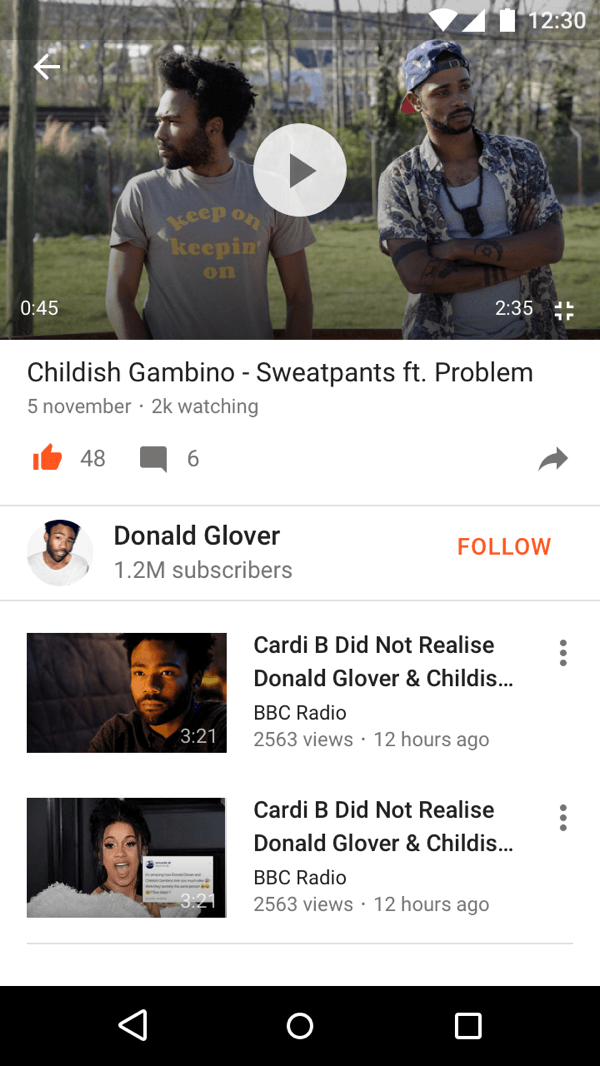 12:30
keep on
keepin'
on
0:45
2:35
Childish Gambino - Sweatpants ft. Problem
5 november · 2k watching
48
6
Donald Glover
1.2M subscribers
FOLLOW
Cardi B Did Not Realise
Donald Glover & Childis...
BBC Radio
2563 views · 12 hours ago
3:21
Cardi B Did Not Realise
Donald Glover & Childis...
BBC Radio
2563 views · 12 hours ago
3:21